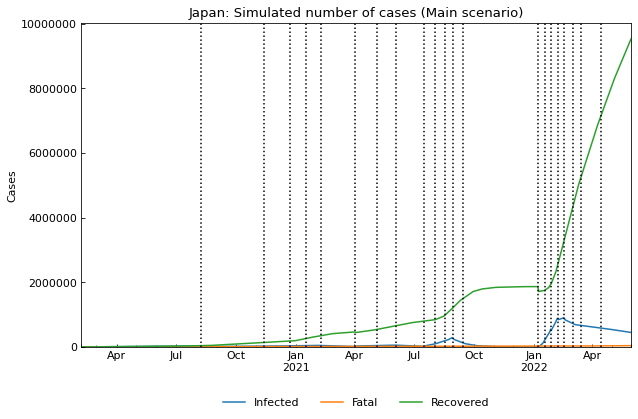 Japan: Simulated number of cases (Main scenario)
10000000
8000000
6000000
4000000
2000000
0
Cases
Apr Jul Oct Jan Apr Jul Oct Jan Apr
2021 2022
Infected Fatal Recovered